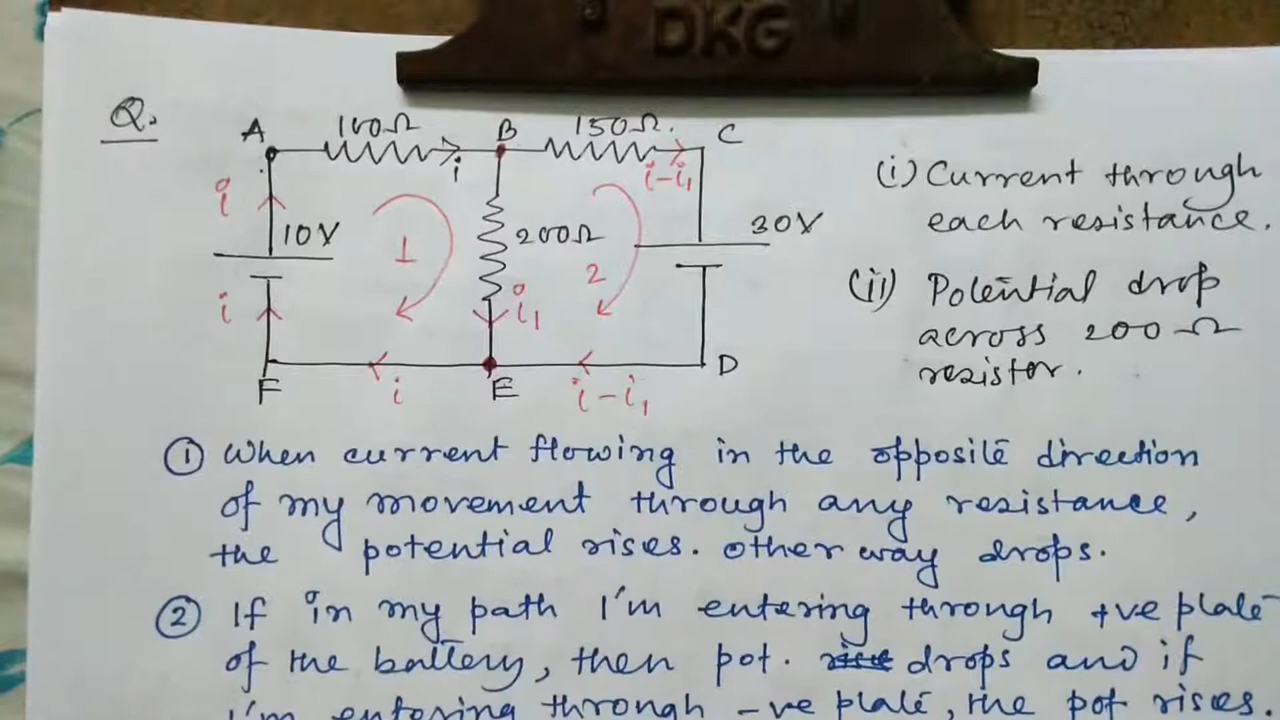 DKG
Q.
A 100Ω B 150Ω. C
i i-i₁
i 10V 1 200Ω 2 30V
i i₁
F i E i-i₁ D
(i) Current through
each resistance.
(ii) Potential drop
across 200Ω
resistor.
① When current flowing in the opposite direction
of my movement through any resistance,
the potential rises. other way drops.
② If in my path I'm entering through +ve plate
of the battery, then pot. drops and if
I'm entering through -ve plate, the pot rises.